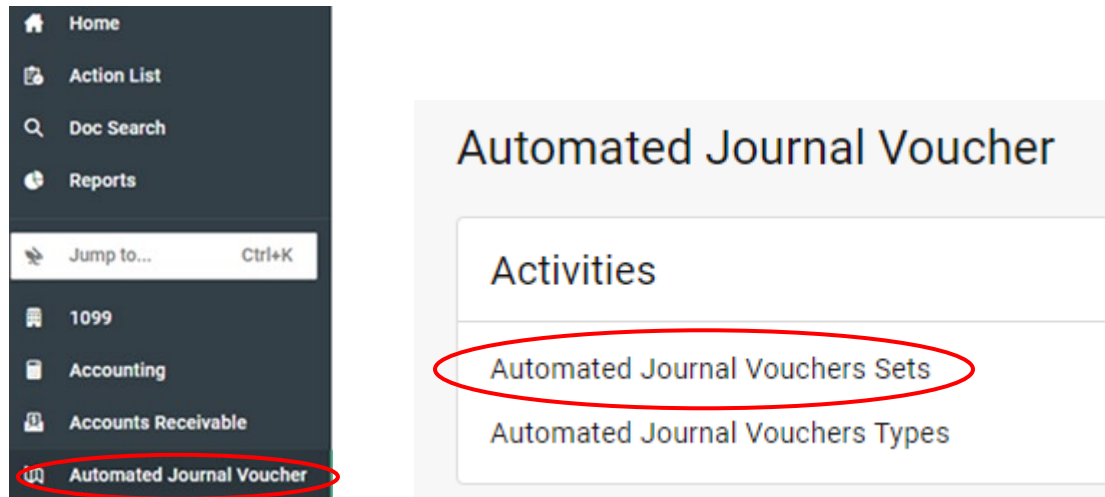 Home
Action List
Doc Search
Reports
Jump to... Ctrl+K
1099
Accounting
Accounts Receivable
Automated Journal Voucher
Automated Journal Voucher
Activities
Automated Journal Vouchers Sets
Automated Journal Vouchers Types